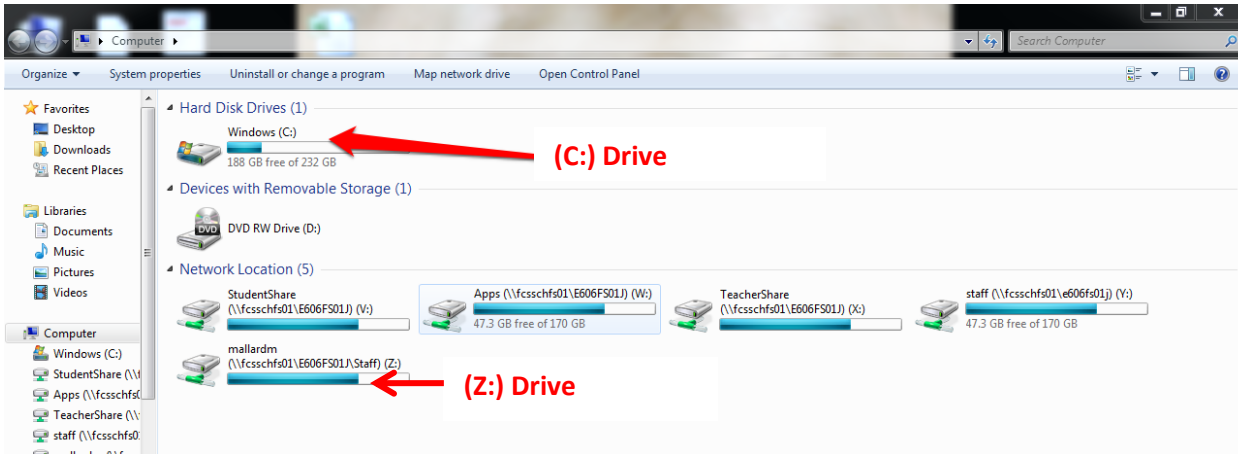 Computer
Search Computer
Organize
System properties
Uninstall or change a program
Map network drive
Open Control Panel
Favorites
Desktop
Downloads
Recent Places
Libraries
Documents
Music
Pictures
Videos
Computer
Windows (C:)
StudentShare (\\
Apps (\\fcsschfs
TeacherShare (\\
staff (\\fcsschfs0
Hard Disk Drives (1)
Windows (C:)
188 GB free of 232 GB
(C:) Drive
Devices with Removable Storage (1)
DVD
DVD RW Drive (D:)
Network Location (5)
StudentShare
(\\fcsschfs01\E606FS01J) (V:)
Apps (\\fcsschfs01\E606FS01J) (W:)
47.3 GB free of 170 GB
TeacherShare
(\\fcsschfs01\E606FS01J) (X:)
staff (\\fcsschfs01\e606fs01j) (Y:)
47.3 GB free of 170 GB
mallardm
(\\fcsschfs01\E606FS01J\Staff) (Z:)
(Z:) Drive